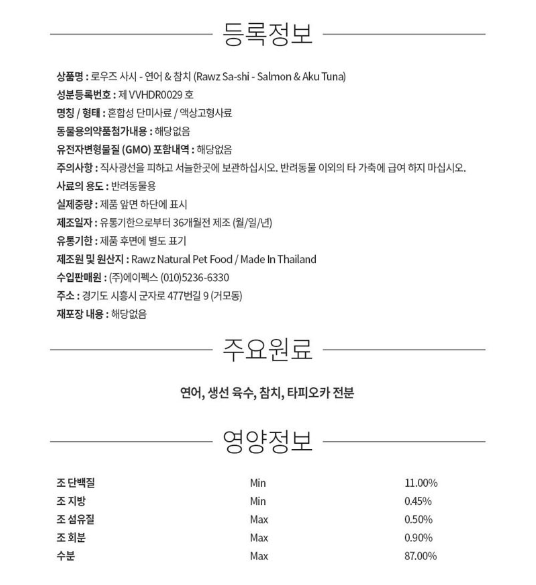 등록정보
상품명 : 로우즈 사시 - 연어 & 참치 (Rawz Sa-shi - Salmon & Aku Tuna)
성분등록번호 : 제 VVHDR0029 호
명칭 / 형태 : 혼합성 단미사료 / 액상고형사료
동물용의약품첨가내용 : 해당없음
유전자변형물질 (GMO) 포함내역 : 해당없음
주의사항 : 직사광선을 피하고 서늘한곳에 보관하십시오. 반려동물 이외의 타 가축에 급여 하지 마십시오.
사료의 용도 : 반려동물용
실제중량 : 제품 앞면 하단에 표시
제조일자 : 유통기한으로부터 36개월전 제조 (월/일/년)
유통기한 : 제품 후면에 별도 표기
제조원 및 원산지 : Rawz Natural Pet Food / Made In Thailand
수입판매원 : (주)에이펙스 (010)5236-6330
주소 : 경기도 시흥시 군자로 477번길 9 (거모동)
재포장 내용 : 해당없음
주요원료
연어, 생선 육수, 참치, 타피오카 전분
영양정보
조 단백질 Min 11.00%
조 지방 Min 0.45%
조 섬유질 Max 0.50%
조 회분 Max 0.90%
수분 Max 87.00%